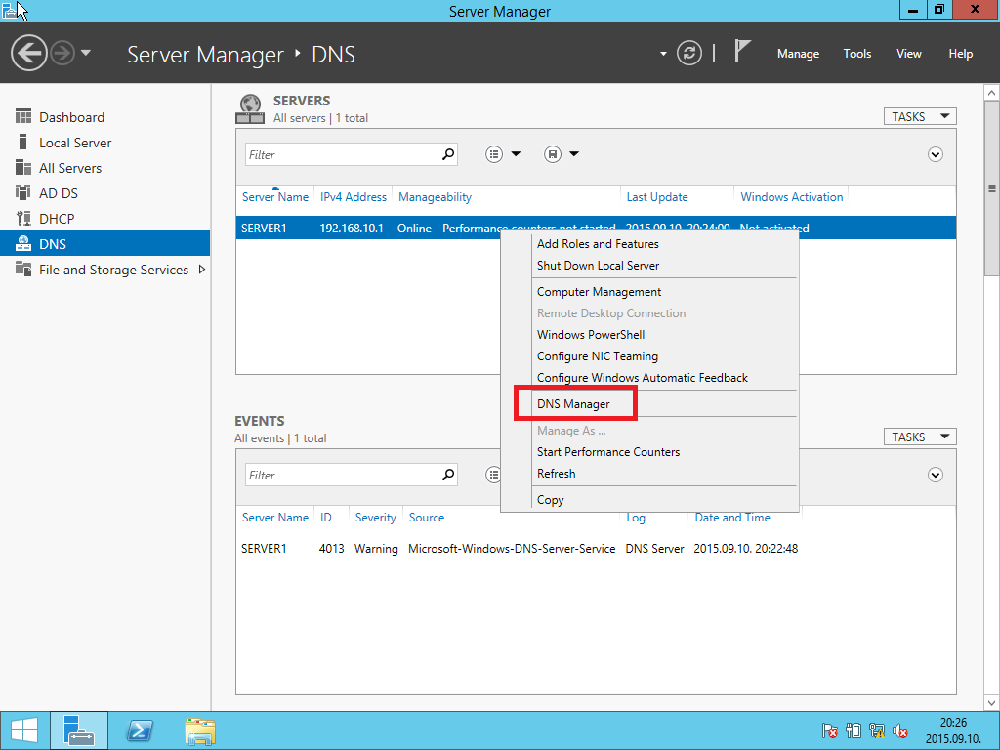 Server Manager
Server Manager ‣ DNS
Manage Tools View Help
Dashboard
Local Server
All Servers
AD DS
DHCP
DNS
File and Storage Services
SERVERS
All servers | 1 total
TASKS
Filter
Server Name IPv4 Address Manageability Last Update Windows Activation
SERVER1 192.168.10.1 Online - Performance counters not started 2015.09.10. 20:24:00 Not activated
Add Roles and Features
Shut Down Local Server
Computer Management
Remote Desktop Connection
Windows PowerShell
Configure NIC Teaming
Configure Windows Automatic Feedback
DNS Manager
Manage As ...
Start Performance Counters
Refresh
Copy
EVENTS
All events | 1 total
TASKS
Filter
Server Name ID Severity Source Log Date and Time
SERVER1 4013 Warning Microsoft-Windows-DNS-Server-Service DNS Server 2015.09.10. 20:22:48
20:26
2015.09.10.